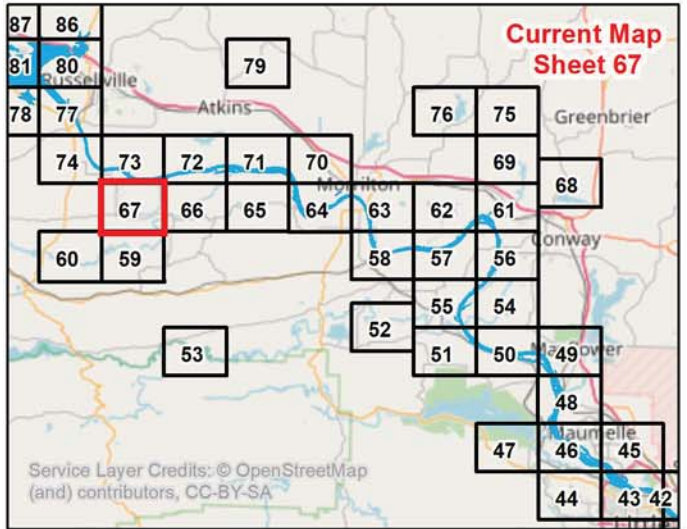 87 86
Current Map
Sheet 67
81 80
Russellville
79
78 77
Atkins
76 75
Greenbrier
74 73 72 71 70
69
68
Morrilton
67 66 65 64 63 62 61
Conway
60 59
58 57 56
55 54
52
53
51 50 49
48
Maumelle
47 46 45
Service Layer Credits: © OpenStreetMap
(and) contributors, CC-BY-SA
44 43 42